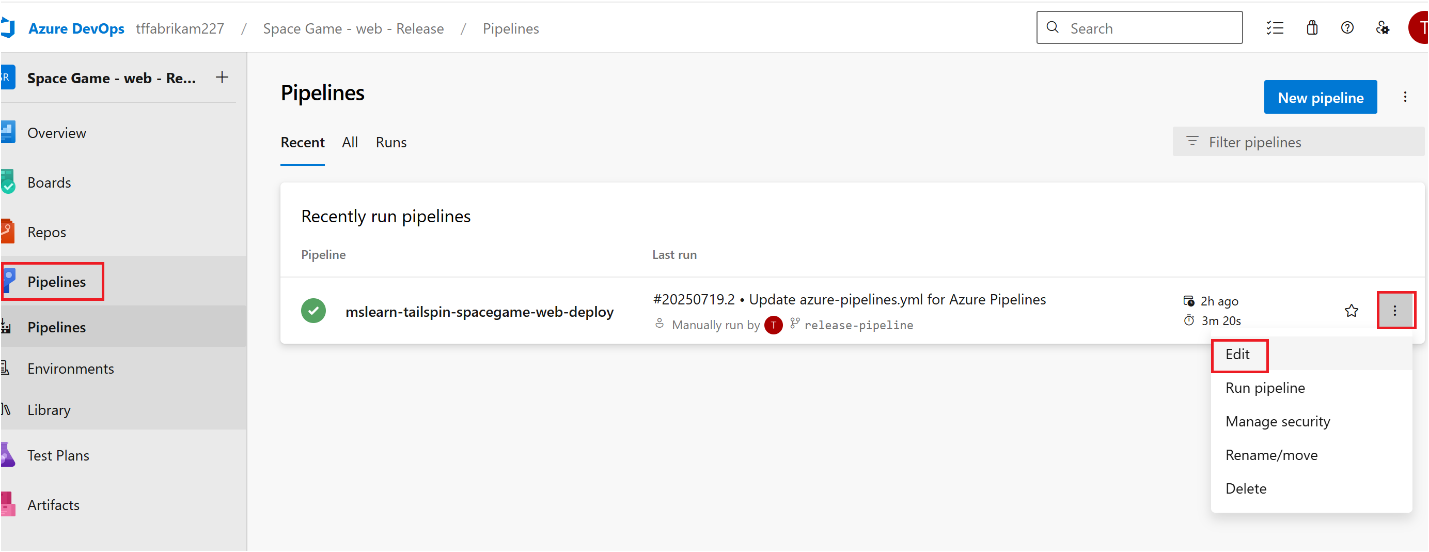 Azure DevOps tffabrikam227 / Space Game - web - Release / Pipelines Search T
SR Space Game - web - Re... +
Overview
Boards
Repos
Pipelines
Pipelines
Environments
Library
Test Plans
Artifacts
Pipelines
New pipeline
Recent All Runs
Filter pipelines
Recently run pipelines
Pipeline Last run
mslearn-tailspin-spacegame-web-deploy
#20250719.2 • Update azure-pipelines.yml for Azure Pipelines
Manually run by T release-pipeline
2h ago
3m 20s
Edit
Run pipeline
Manage security
Rename/move
Delete